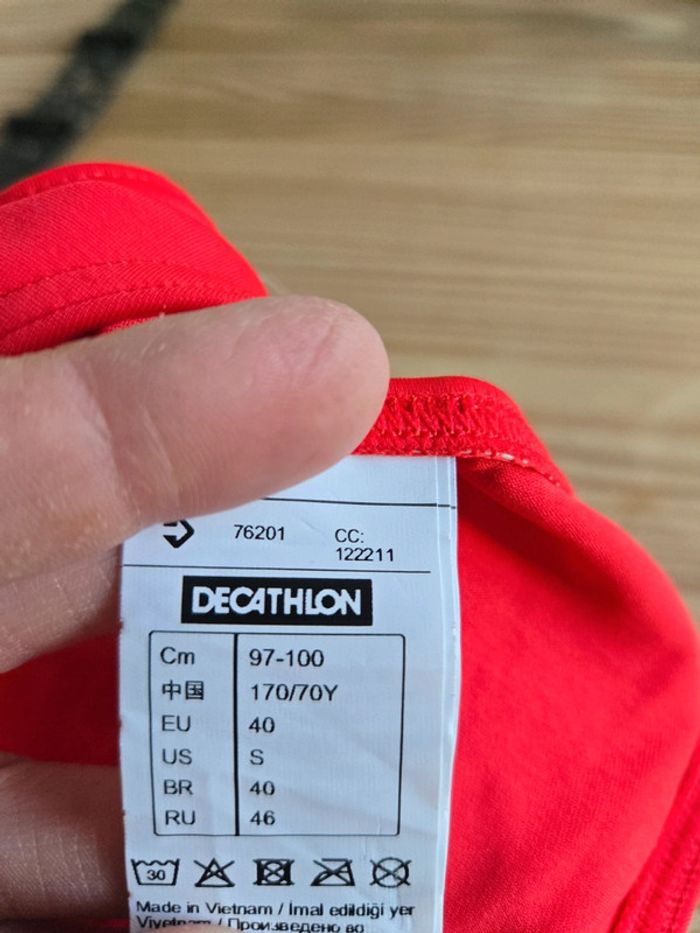 76201 CC:
122211
DECATHLON
Cm 97-100
中国 170/70Y
EU 40
US S
BR 40
RU 46
30
Made in Vietnam / İmal edildiği yer
Viyetnam / Произведено во